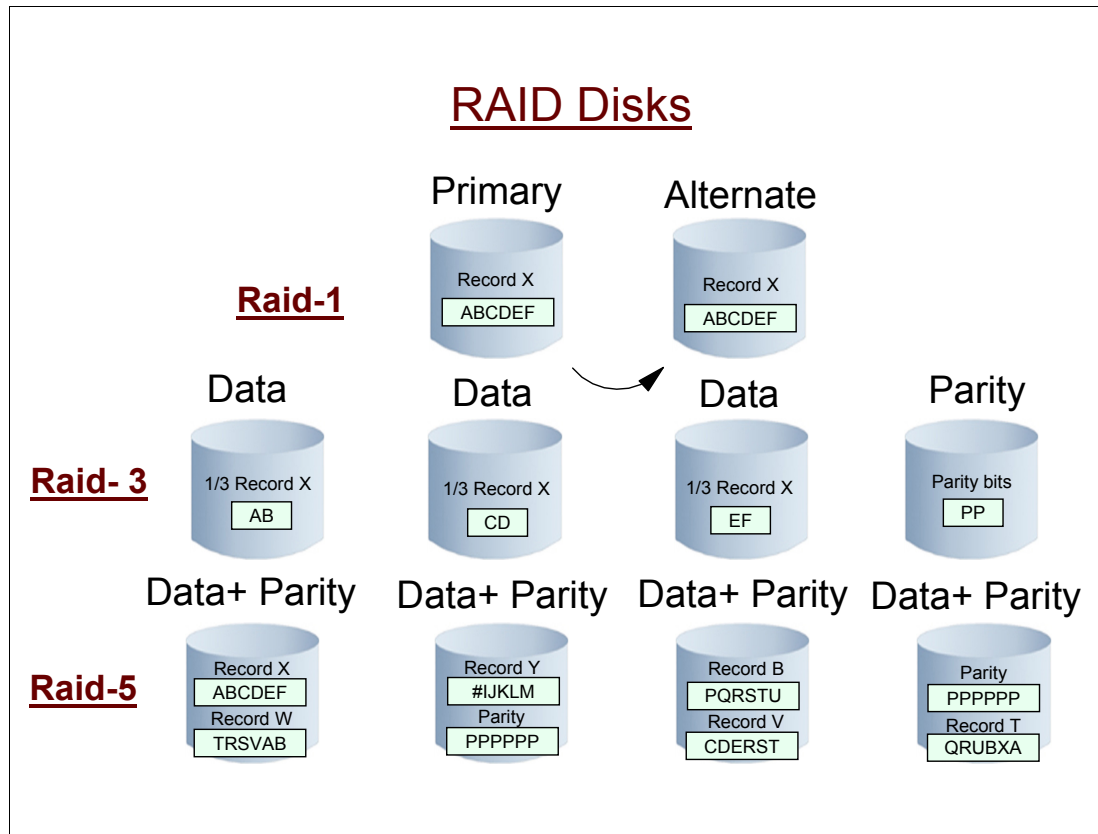 RAID Disks
Primary
Alternate
Raid-1
Record X
ABCDEF
Record X
ABCDEF
Data
Data
Data
Parity
Raid- 3
1/3 Record X
AB
1/3 Record X
CD
1/3 Record X
EF
Parity bits
PP
Data+ Parity
Data+ Parity
Data+ Parity
Data+ Parity
Raid-5
Record X
ABCDEF
Record W
TRSVAB
Record Y
#IJKLM
Parity
PPPPPP
Record B
PQRSTU
Record V
CDERST
Parity
PPPPPP
Record T
QRUBXA